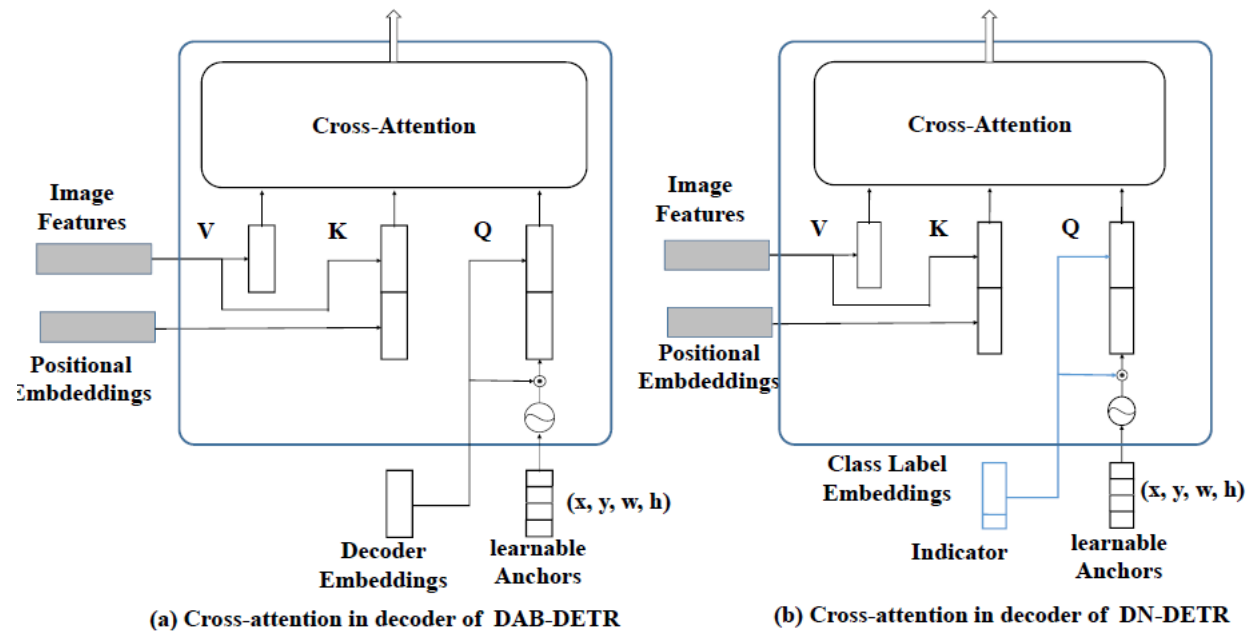 Cross-Attention
Image
Features
V
K
Q
Positional
Embdeddings
(x, y, w, h)
Decoder
Embeddings
learnable
Anchors
(a) Cross-attention in decoder of DAB-DETR
Cross-Attention
Image
Features
V
K
Q
Positional
Embdeddings
Class Label
Embeddings
(x, y, w, h)
Indicator
learnable
Anchors
(b) Cross-attention in decoder of DN-DETR